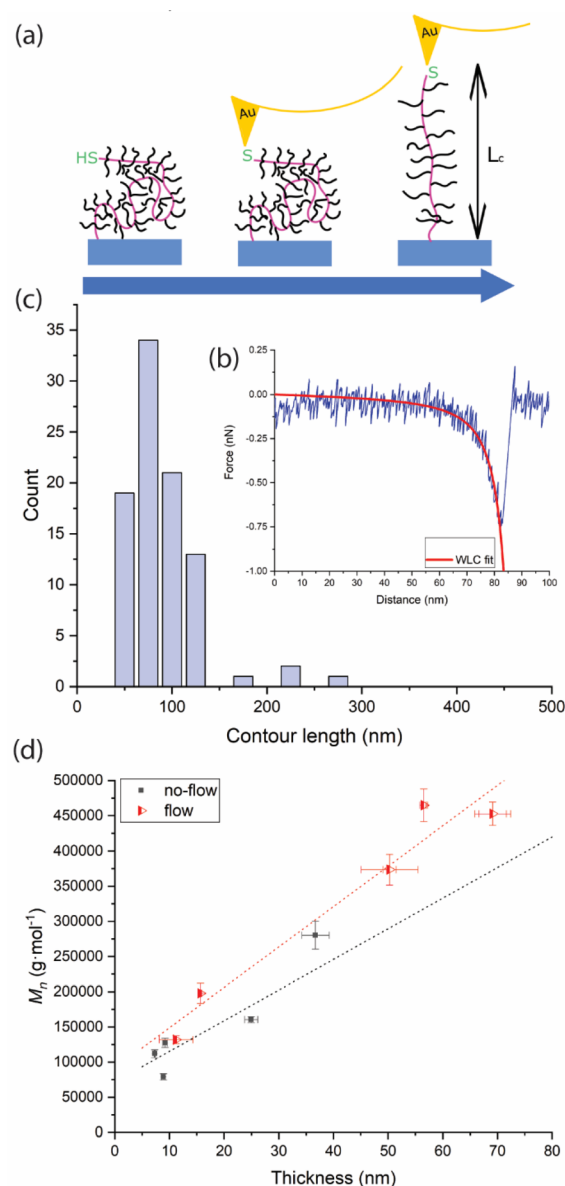 (a)
Au
Au
S
HS
S
Lc
(c)
35
30
25
20
15
10
5
0
Count
0 100 200 300 400 500
Contour length (nm)
(b)
0.25
0.00
-0.25
-0.50
-0.75
-1.00
Force (nN)
WLC fit
0 10 20 30 40 50 60 70 80 90 100
Distance (nm)
(d)
500000
450000
400000
350000
300000
250000
200000
150000
100000
50000
0
Mn (g·mol⁻¹)
no-flow
flow
0 10 20 30 40 50 60 70 80
Thickness (nm)